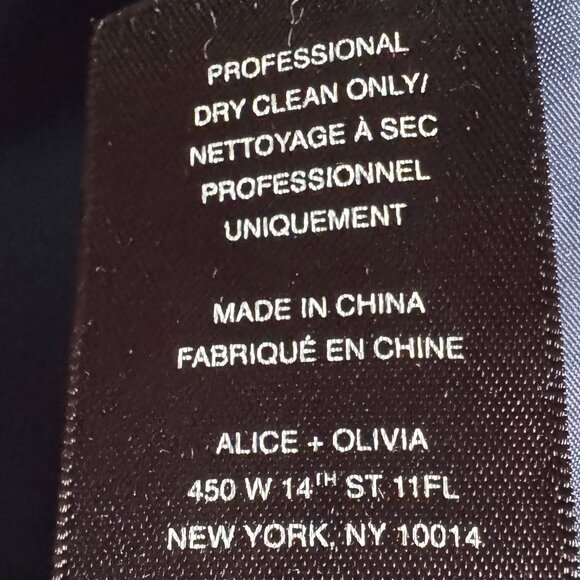 PROFESSIONAL
DRY CLEAN ONLY/
NETTOYAGE À SEC
PROFESSIONNEL
UNIQUEMENT
MADE IN CHINA
FABRIQUÉ EN CHINE
ALICE + OLIVIA
450 W 14TH ST, 11FL
NEW YORK, NY 10014